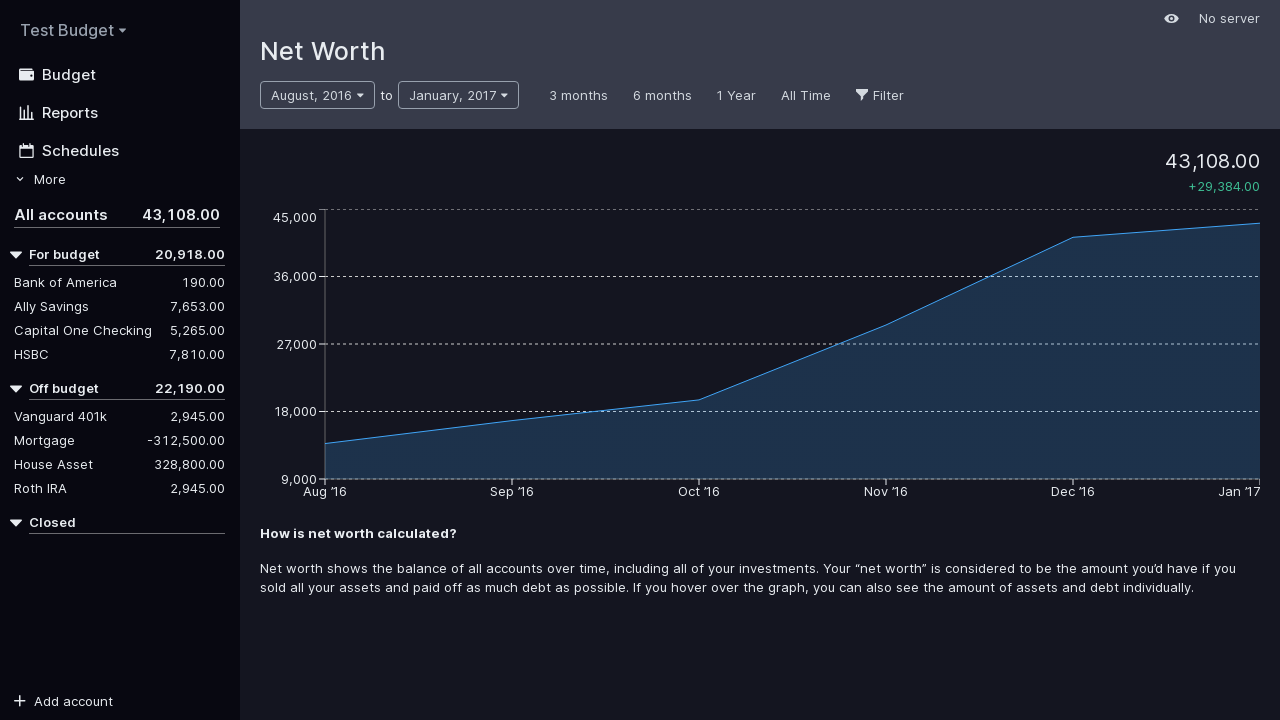 Test Budget
Budget
Reports
Schedules
More
All accounts 43,108.00
For budget 20,918.00
Bank of America 190.00
Ally Savings 7,653.00
Capital One Checking 5,265.00
HSBC 7,810.00
Off budget 22,190.00
Vanguard 401k 2,945.00
Mortgage -312,500.00
House Asset 328,800.00
Roth IRA 2,945.00
Closed
Add account
No server
Net Worth
August, 2016 to January, 2017 3 months 6 months 1 Year All Time Filter
43,108.00
+29,384.00
45,000
36,000
27,000
18,000
9,000
Aug ’16 Sep ’16 Oct ’16 Nov ’16 Dec ’16 Jan ’17
How is net worth calculated?
Net worth shows the balance of all accounts over time, including all of your investments. Your “net worth” is considered to be the amount you’d have if you
sold all your assets and paid off as much debt as possible. If you hover over the graph, you can also see the amount of assets and debt individually.